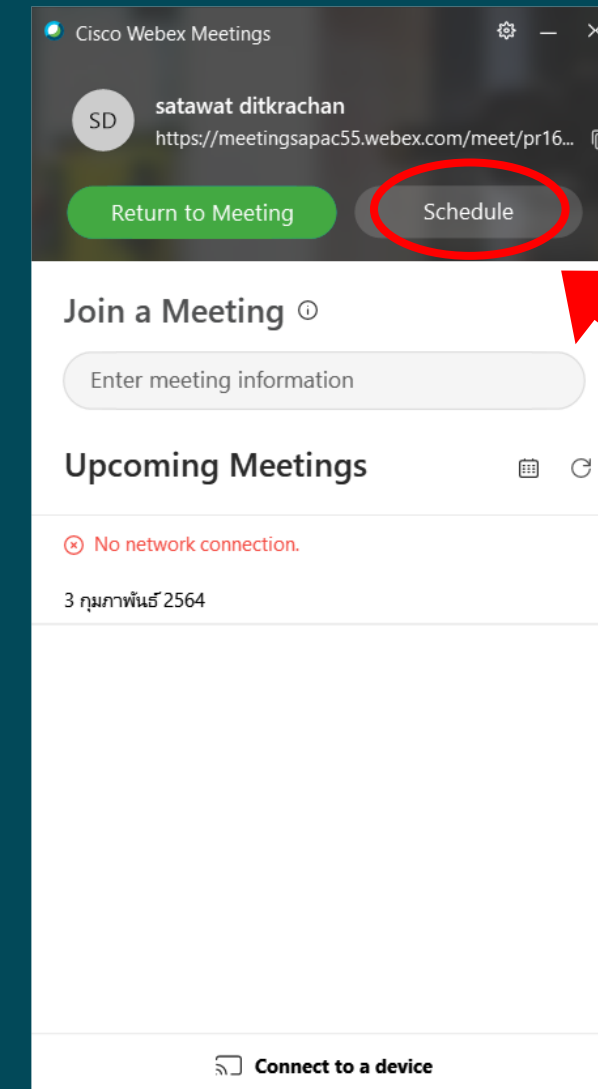 Cisco Webex Meetings
SD
satawat ditkrachan
https://meetingsapac55.webex.com/meet/pr16...
Return to Meeting
Schedule
Join a Meeting
Enter meeting information
Upcoming Meetings
No network connection.
3 กุมภาพันธ์ 2564
Connect to a device